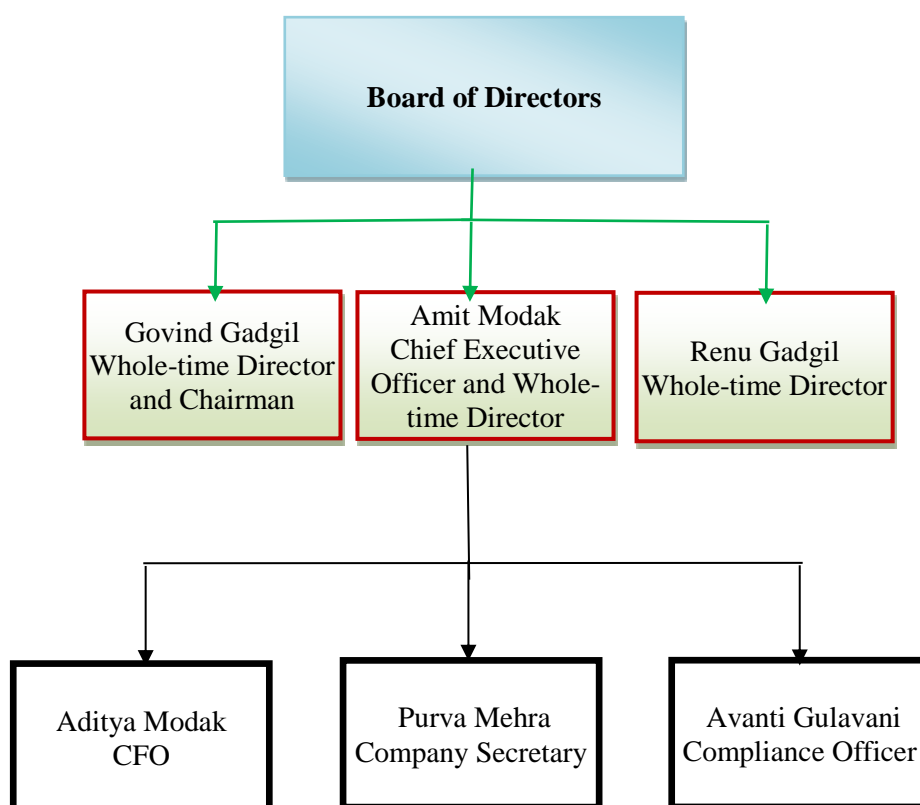 Board of Directors
Govind Gadgil
Whole-time Director
and Chairman
Amit Modak
Chief Executive
Officer and Whole-
time Director
Renu Gadgil
Whole-time Director
Aditya Modak
CFO
Purva Mehra
Company Secretary
Avanti Gulavani
Compliance Officer